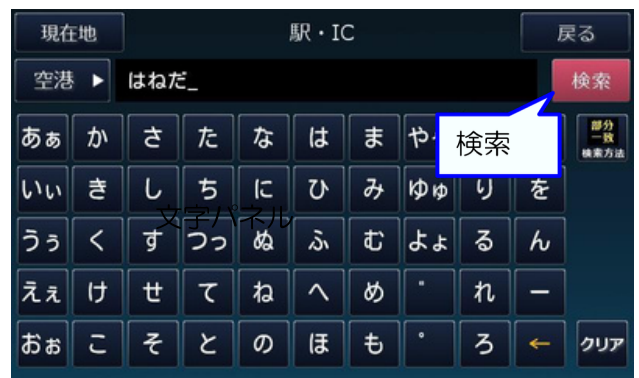 現在地 駅・IC 戻る
空港 ▶ はねだ_ 検索
検索
あぁ か さ た な は ま や 部分一致 検索方法
いぃ き し ち に ひ み ゆゅ り を
文字パネル
うぅ く す つっ ぬ ふ む よょ る ん
えぇ け せ て ね へ め ゛ れ ー
おぉ こ そ と の ほ も ゜ ろ ← クリア